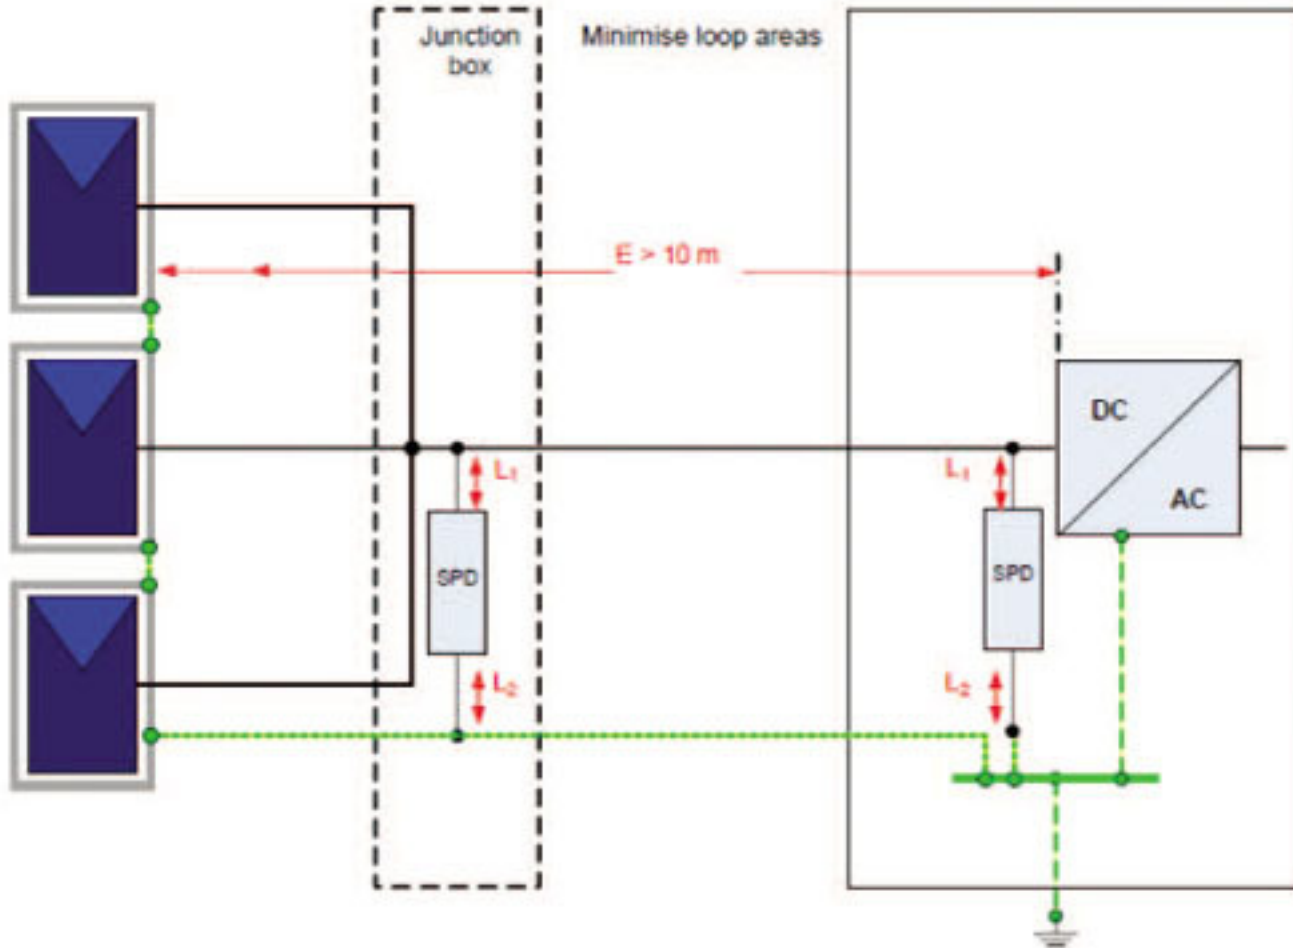 Junction
box
Minimise loop areas
E > 10 m
DC
AC
L₁
L₁
SPD
SPD
L₂
L₂